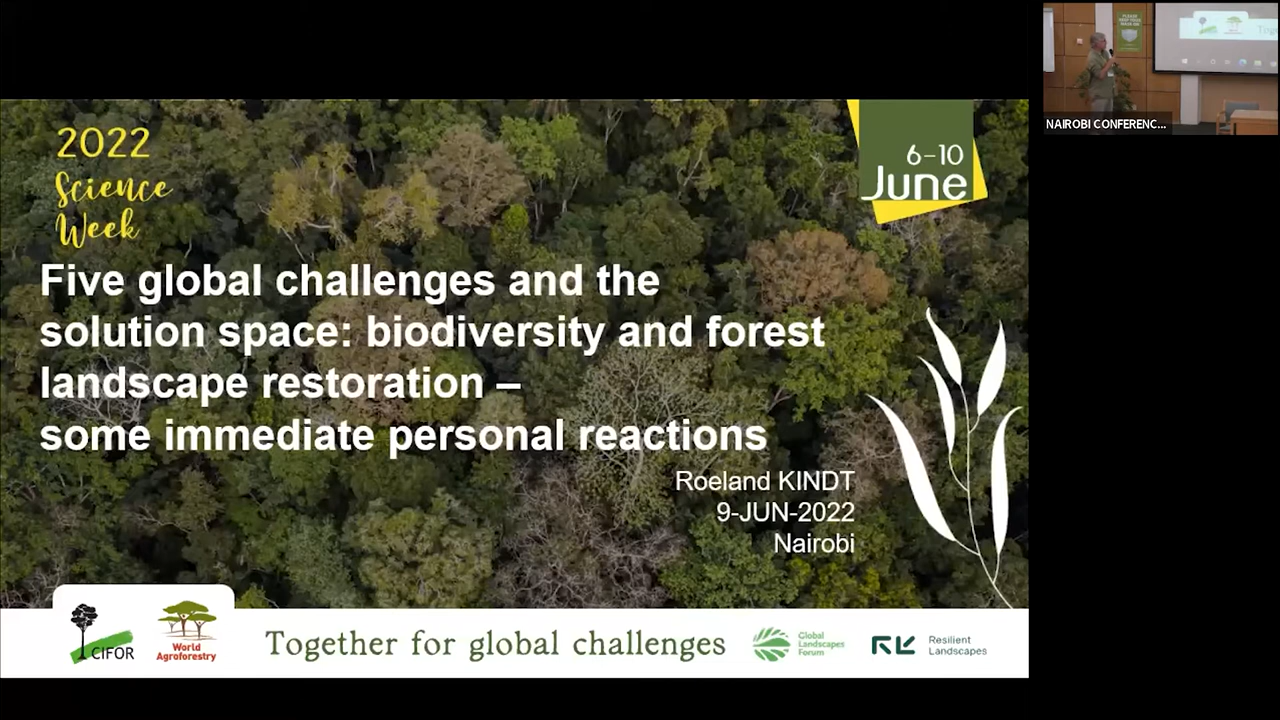 2022
Science
Week
6-10
June
Five global challenges and the
solution space: biodiversity and forest
landscape restoration –
some immediate personal reactions
Roeland KINDT
9-JUN-2022
Nairobi
CIFOR
World
Agroforestry
Together for global challenges
Global
Landscapes
Forum
Resilient
Landscapes
NAIROBI CONFERENC...